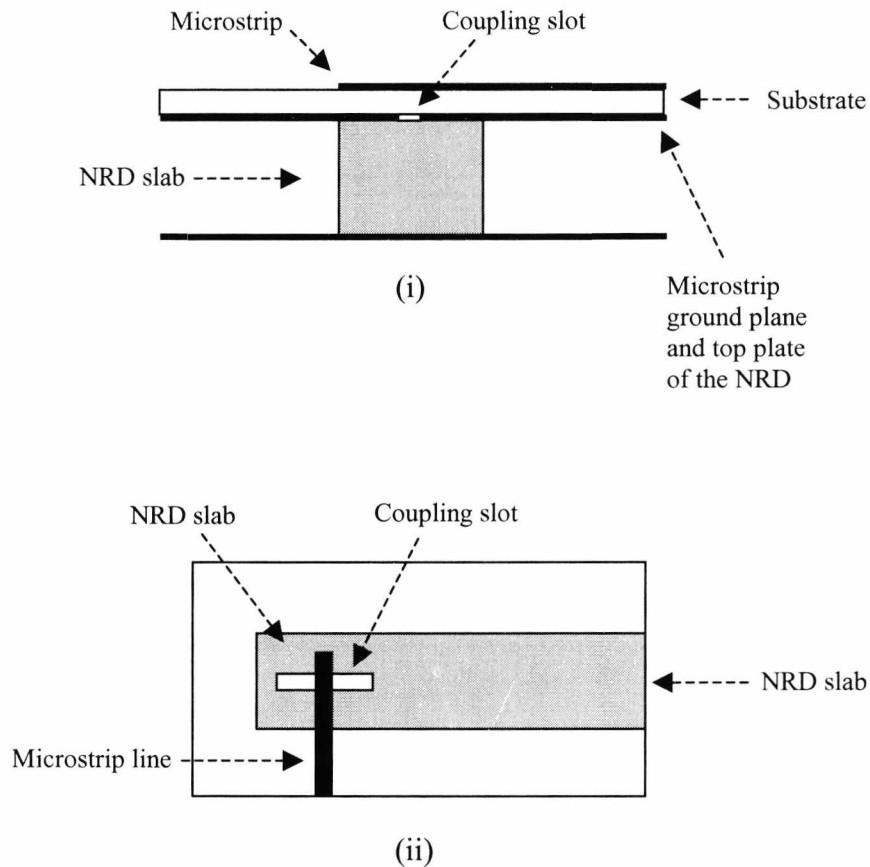 Microstrip
Coupling slot
Substrate
NRD slab
(i)
Microstrip
ground plane
and top plate
of the NRD
NRD slab
Coupling slot
NRD slab
Microstrip line
(ii)